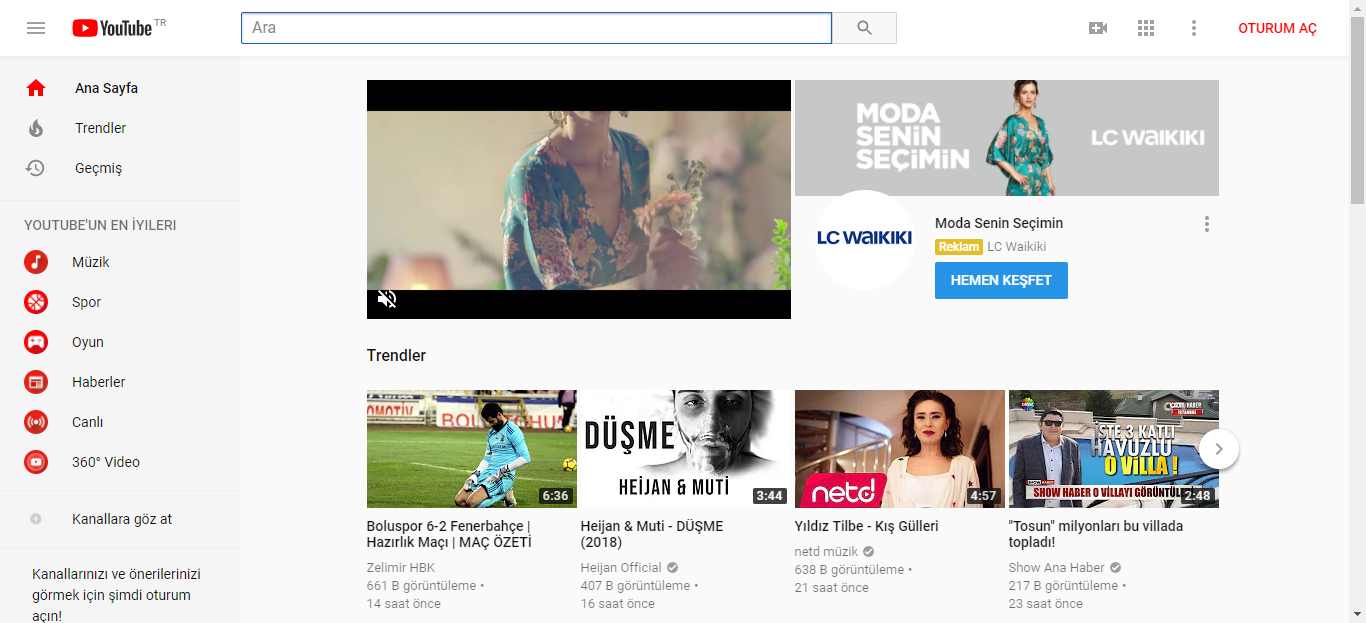 YouTube TR
Ara
OTURUM AÇ
Ana Sayfa
Trendler
Geçmiş
YOUTUBE'UN EN İYILERI
Müzik
Spor
Oyun
Haberler
Canlı
360° Video
Kanallara göz at
Kanallarınızı ve önerilerinizi
görmek için şimdi oturum
açın!
MODA
SENİN
SEÇİMİN
LC WAIKIKI
LC WAIKIKI
Moda Senin Seçimin
Reklam LC Waikiki
HEMEN KEŞFET
Trendler
6:36
Boluspor 6-2 Fenerbahçe |
Hazırlık Maçı | MAÇ ÖZETİ
Zelimir HBK
661 B görüntüleme •
14 saat önce
DÜŞME
HEİJAN & MUTİ
3:44
Heijan & Muti - DÜŞME
(2018)
Heijan Official
407 B görüntüleme •
16 saat önce
netd
4:57
Yıldız Tilbe - Kış Gülleri
netd müzik
638 B görüntüleme •
21 saat önce
İŞTE 3 KATLI
HAVUZLU
O VİLLA !
SHOW HABER O VİLLAYI
2:48
"Tosun" milyonları bu villada
topladı!
Show Ana Haber
217 B görüntüleme •
23 saat önce